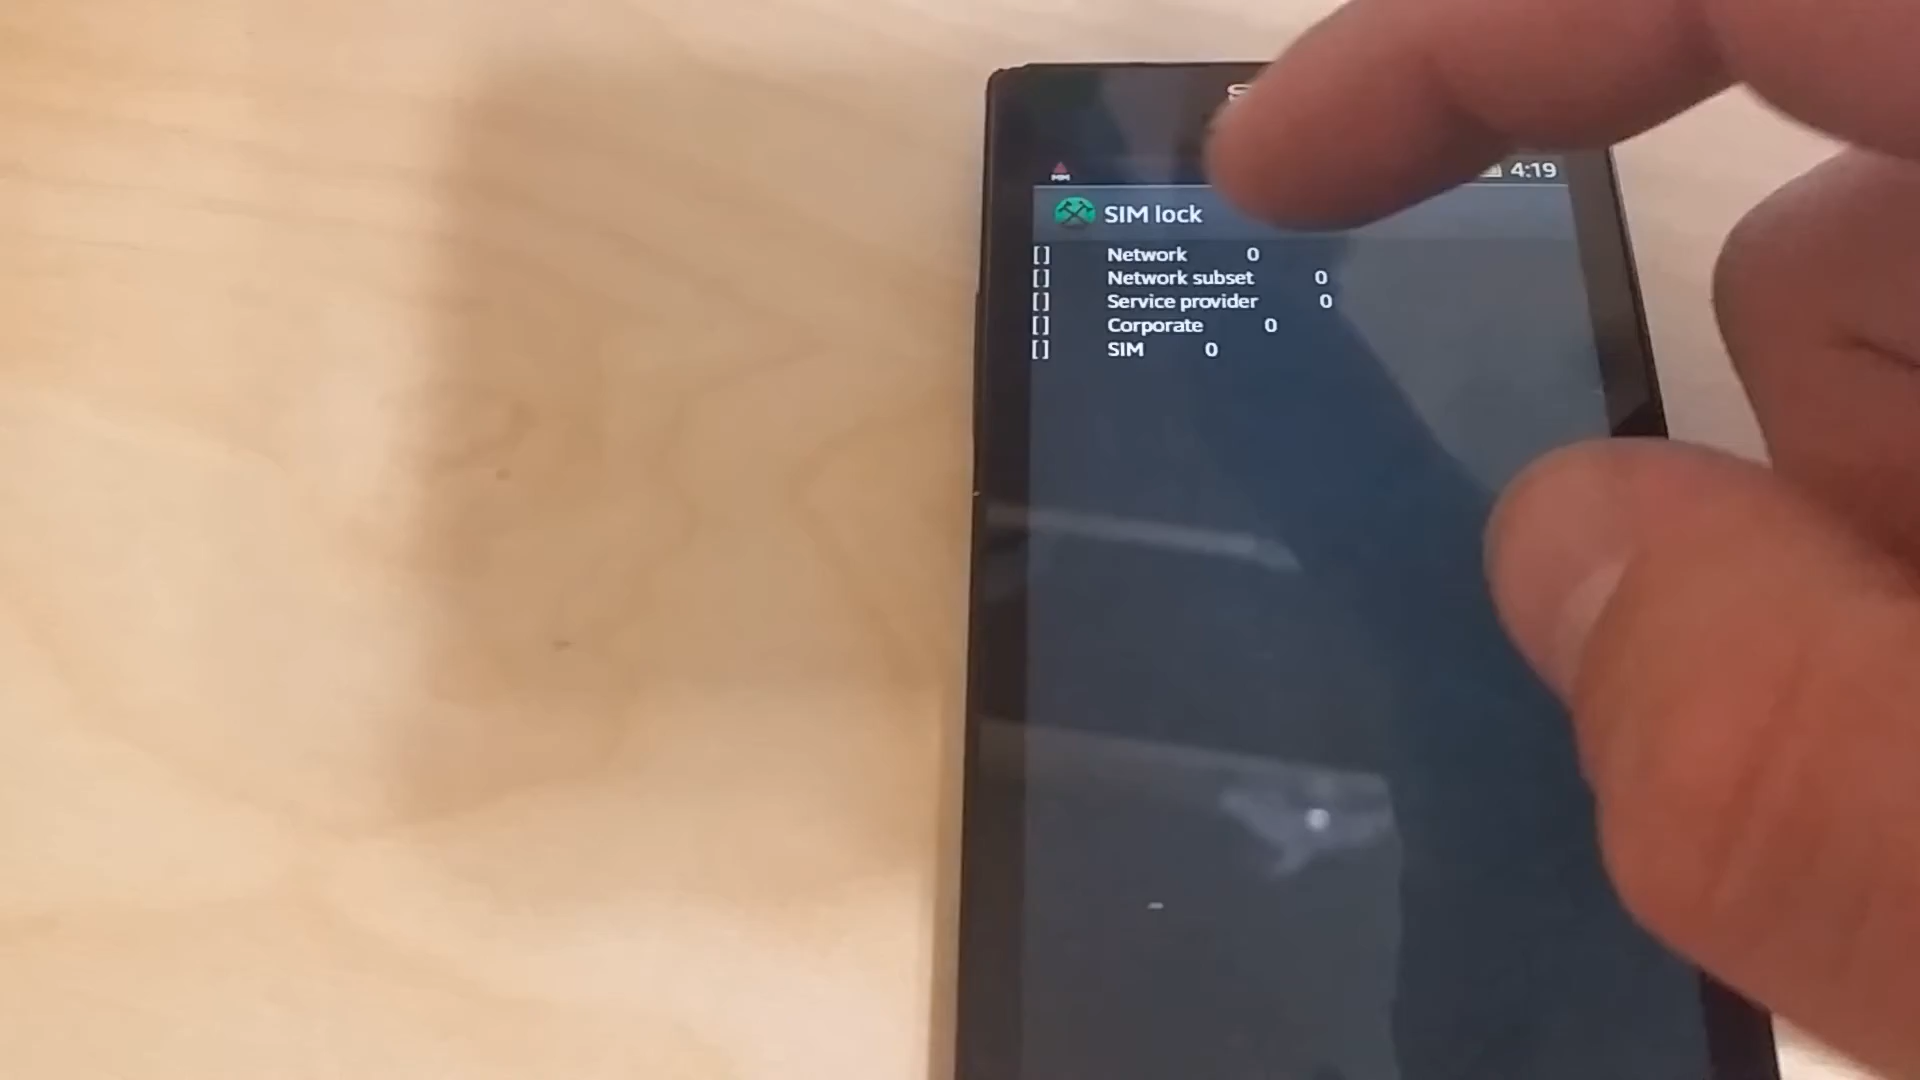 4:19
SIM lock
[ ] Network 0
[ ] Network subset 0
[ ] Service provider 0
[ ] Corporate 0
[ ] SIM 0